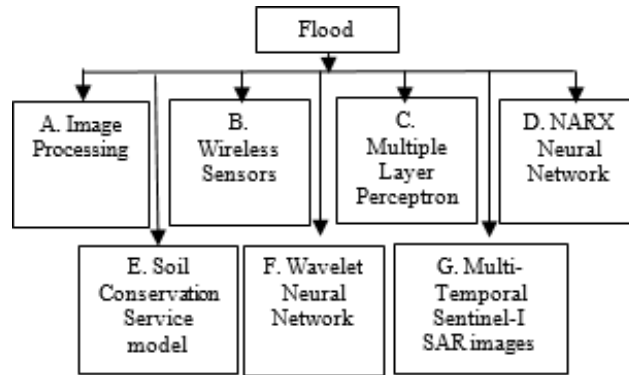 Flood
A. Image
Processing
B.
Wireless
Sensors
C.
Multiple
Layer
Perceptron
D. NARX
Neural
Network
E. Soil
Conservation
Service
model
F. Wavelet
Neural
Network
G. Multi-
Temporal
Sentinel-I
SAR images